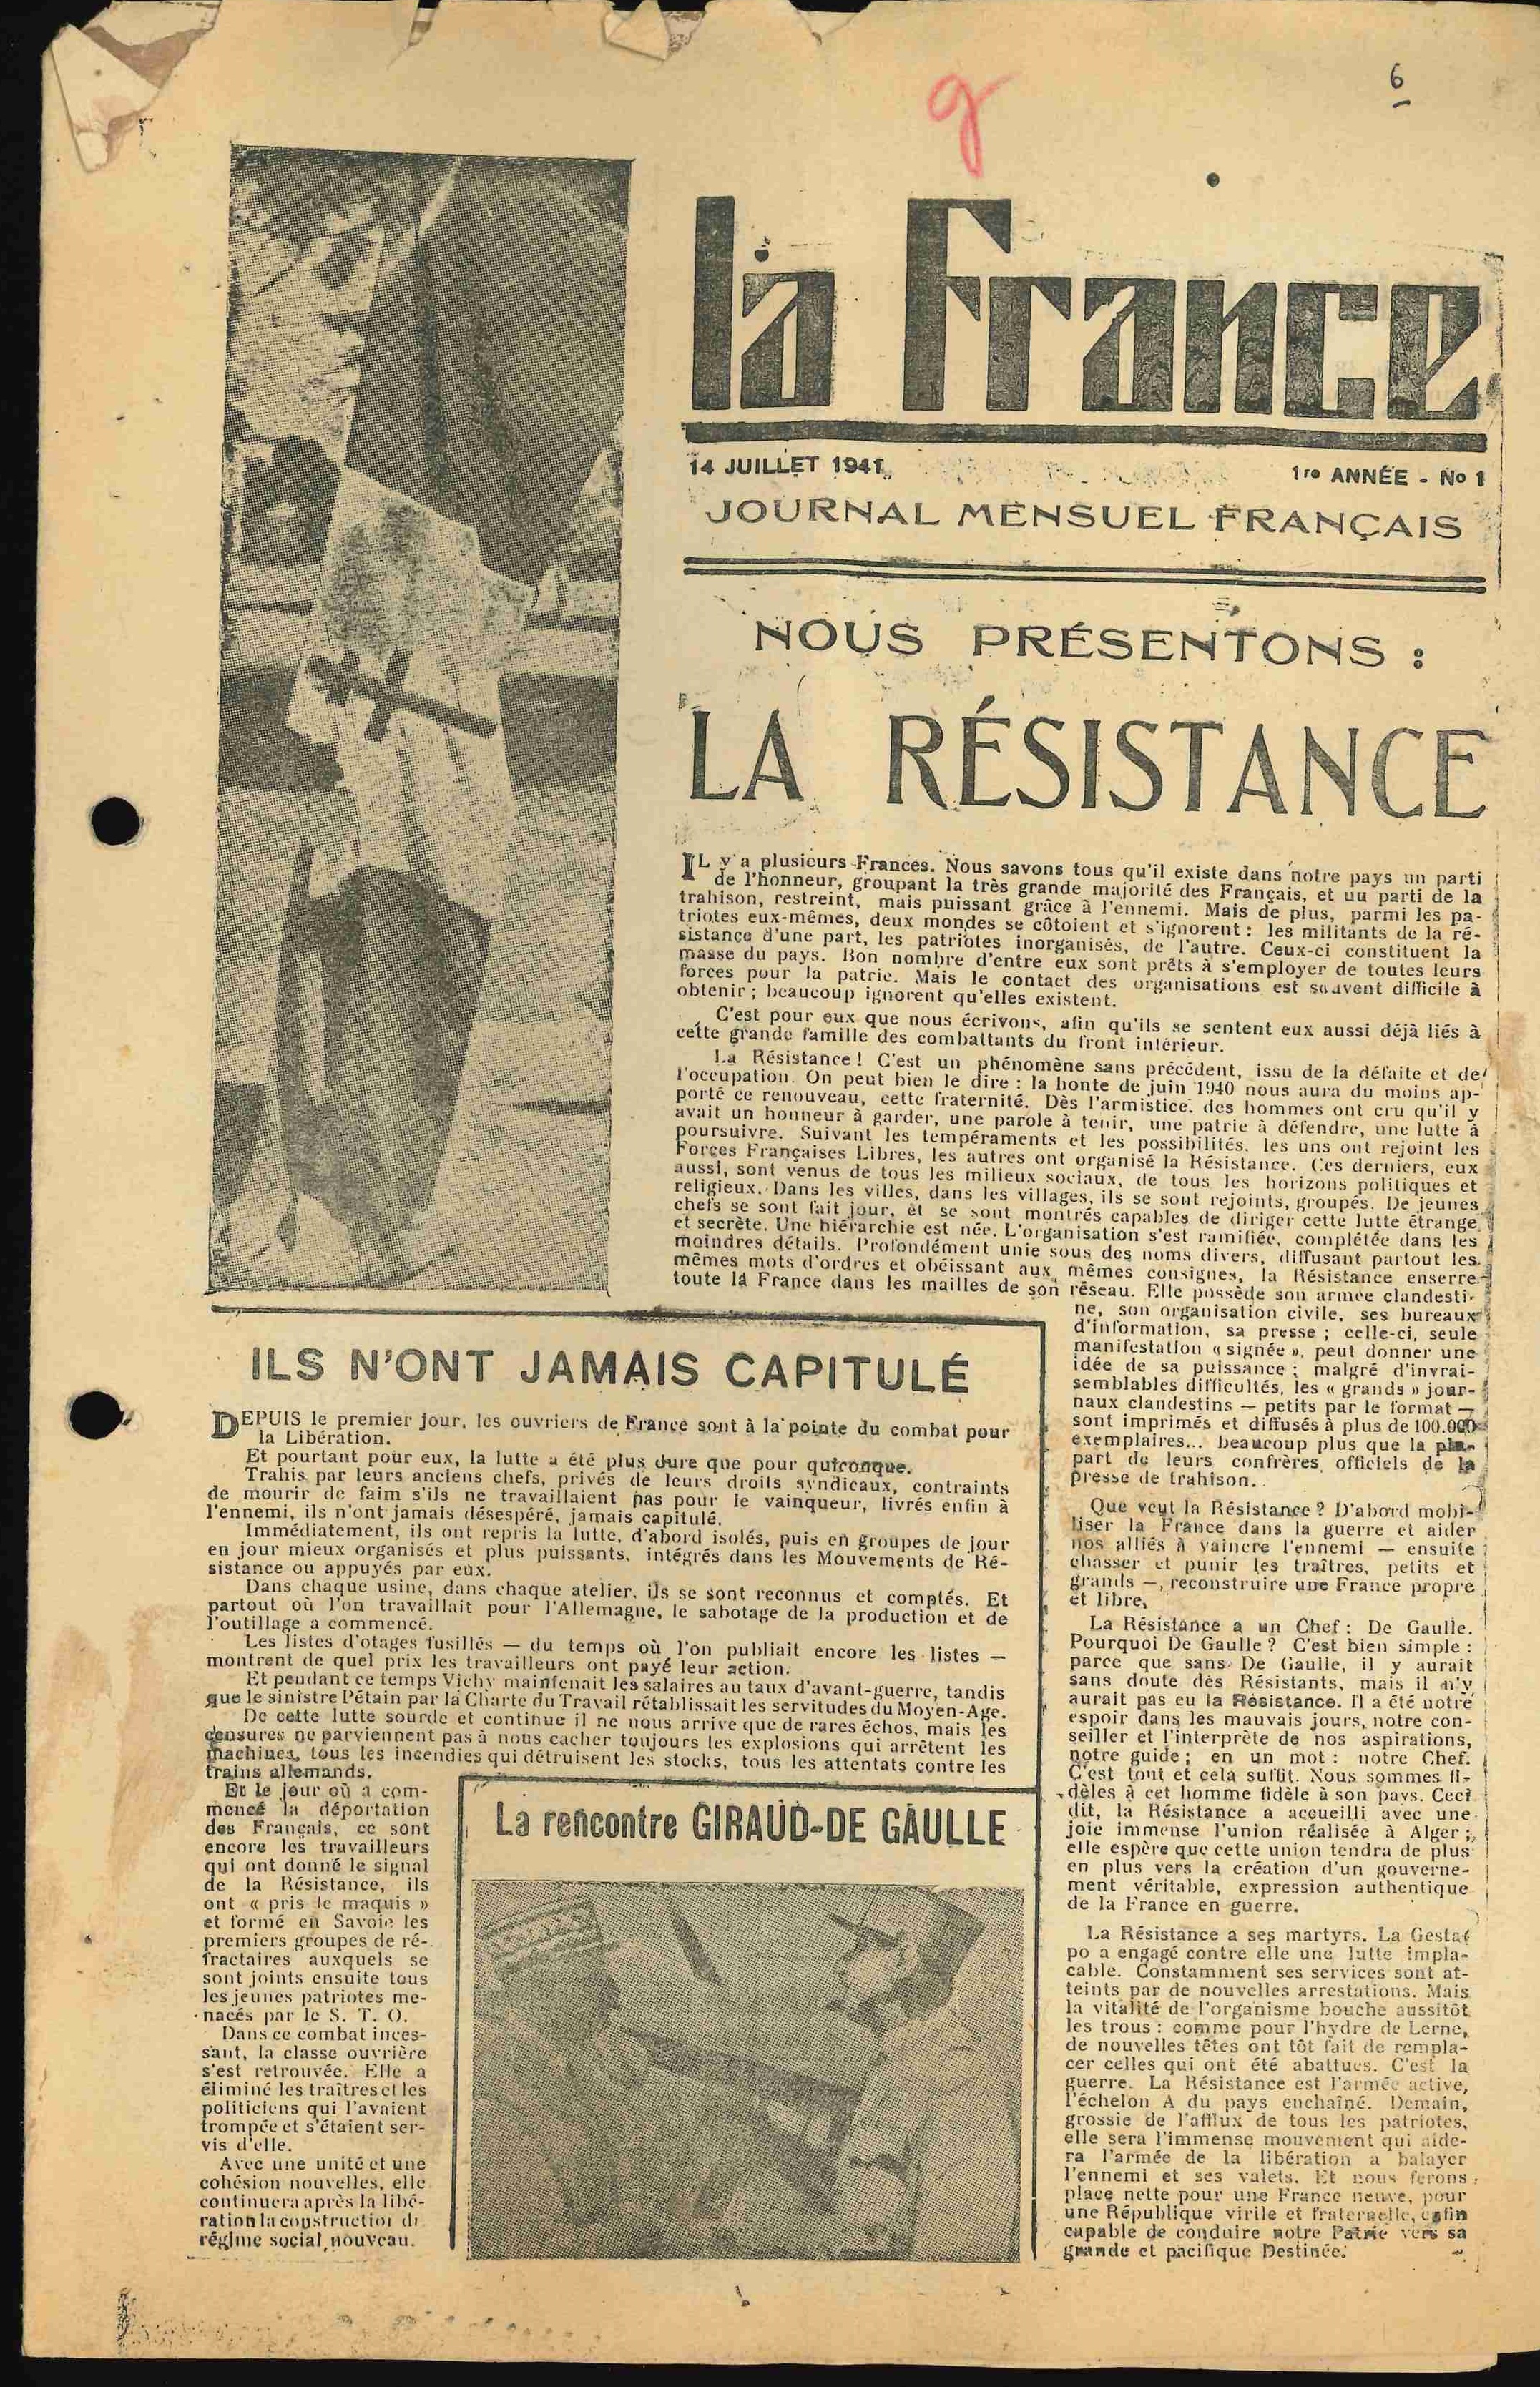 6
g
la France
14 JUILLET 1941
1re ANNÉE - No 1
JOURNAL MENSUEL FRANÇAIS
NOUS PRÉSENTONS :
LA RÉSISTANCE
IL y a plusieurs Frances. Nous savons tous qu'il existe dans notre pays un parti
de l'honneur, groupant la très grande majorité des Français, et uu parti de la
trahison, restreint, mais puissant grâce à l'ennemi. Mais de plus, parmi les pa-
triotes eux-mêmes, deux mondes se côtoient et s'ignorent : les militants de la ré-
sistance d'une part, les patriotes inorganisés, de l'autre. Ceux-ci constituent la
masse du pays. Bon nombre d'entre eux sont prêts à s'employer de toutes leurs
forces pour la patrie. Mais le contact des organisations est souvent difficile à
obtenir ; beaucoup ignorent qu'elles existent.
C'est pour eux que nous écrivons, afin qu'ils se sentent eux aussi déjà liés à
cette grande famille des combattants du front intérieur.
La Résistance ! C'est un phénomène sans précédent, issu de la défaite et de
l'occupation. On peut bien le dire : la honte de juin 1940 nous aura du moins ap-
porté ce renouveau, cette fraternité. Dès l'armistice, des hommes ont cru qu'il y
avait un honneur à garder, une parole à tenir, une patrie à défendre, une lutte à
poursuivre. Suivant les tempéraments et les possibilités, les uns ont rejoint les
Forces Françaises Libres, les autres ont organisé la Résistance. Ces derniers, eux
aussi, sont venus de tous les milieux sociaux, de tous les horizons politiques et
religieux. Dans les villes, dans les villages, ils se sont rejoints, groupés. De jeunes
chefs se sont fait jour, et se sont montrés capables de diriger cette lutte étrange
et secrète. Une hiérarchie est née. L'organisation s'est ramifiée, complétée dans les
moindres détails. Profondément unie sous des noms divers, diffusant partout les
mêmes mots d'ordres et obéissant aux mêmes consignes, la Résistance enserre
toute la France dans les mailles de son réseau. Elle possède son armée clandesti-
ne, son organisation civile, ses bureaux
d'information, sa presse ; celle-ci, seule
manifestation « signée », peut donner une
idée de sa puissance ; malgré d'invrai-
semblables difficultés, les « grands » jour-
naux clandestins — petits par le format —
sont imprimés et diffusés à plus de 100.000
exemplaires... beaucoup plus que la plu-
part de leurs confrères officiels de la
presse de trahison.
Que veut la Résistance ? D'abord mobi-
liser la France dans la guerre et aider
nos alliés à vaincre l'ennemi — ensuite
chasser et punir les traîtres, petits et
grands —, reconstruire une France propre
et libre,
La Résistance a un Chef : De Gaulle.
Pourquoi De Gaulle ? C'est bien simple :
parce que sans De Gaulle, il y aurait
sans doute des Résistants, mais il n'y
aurait pas eu la Résistance. Il a été notre
espoir dans les mauvais jours, notre con-
seiller et l'interprète de nos aspirations,
notre guide ; en un mot : notre Chef.
C'est tout et cela suffit. Nous sommes fi-
dèles à cet homme fidèle à son pays. Ceci
dit, la Résistance a accueilli avec une
joie immense l'union réalisée à Alger ;
elle espère que cette union tendra de plus
en plus vers la création d'un gouverne-
ment véritable, expression authentique
de la France en guerre.
La Résistance a ses martyrs. La Gesta-
po a engagé contre elle une lutte impla-
cable. Constamment ses services sont at-
teints par de nouvelles arrestations. Mais
la vitalité de l'organisme bouche aussitôt
les trous : comme pour l'hydre de Lerne,
de nouvelles têtes ont tôt fait de rempla-
cer celles qui ont été abattues. C'est la
guerre. La Résistance est l'armée active,
l'échelon A du pays enchaîné. Demain,
grossie de l'afflux de tous les patriotes,
elle sera l'immense mouvement qui aide-
ra l'armée de la libération a balayer
l'ennemi et ses valets. Et nous ferons
place nette pour une France neuve, pour
une République virile et fraternelle, enfin
capable de conduire notre Patrie vers sa
grande et pacifique Destinée.
ILS N'ONT JAMAIS CAPITULÉ
DEPUIS le premier jour, les ouvriers de France sont à la pointe du combat pour
la Libération.
Et pourtant pour eux, la lutte a été plus dure que pour quiconque.
Trahis par leurs anciens chefs, privés de leurs droits syndicaux, contraints
de mourir de faim s'ils ne travaillaient pas pour le vainqueur, livrés enfin à
l'ennemi, ils n'ont jamais désespéré, jamais capitulé.
Immédiatement, ils ont repris la lutte, d'abord isolés, puis en groupes de jour
en jour mieux organisés et plus puissants, intégrés dans les Mouvements de Ré-
sistance ou appuyés par eux.
Dans chaque usine, dans chaque atelier, ils se sont reconnus et comptés. Et
partout où l'on travaillait pour l'Allemagne, le sabotage de la production et de
l'outillage a commencé.
Les listes d'otages fusillés — du temps où l'on publiait encore les listes —
montrent de quel prix les travailleurs ont payé leur action.
Et pendant ce temps Vichy maintenait les salaires au taux d'avant-guerre, tandis
que le sinistre Pétain par la Charte du Travail rétablissait les servitudes du Moyen-Age.
De cette lutte sourde et continue il ne nous arrive que de rares échos, mais les
censures ne parviennent pas à nous cacher toujours les explosions qui arrêtent les
machines, tous les incendies qui détruisent les stocks, tous les attentats contre les
trains allemands.
Et le jour où a com-
mencé la déportation
des Français, ce sont
encore les travailleurs
qui ont donné le signal
de la Résistance, ils
ont « pris le maquis »
et formé en Savoie les
premiers groupes de ré-
fractaires auxquels se
sont joints ensuite tous
les jeunes patriotes me-
nacés par le S. T. O.
Dans ce combat inces-
sant, la classe ouvrière
s'est retrouvée. Elle a
éliminé les traîtres et les
politiciens qui l'avaient
trompée et s'étaient ser-
vis d'elle.
Avec une unité et une
cohésion nouvelles, elle
continuera après la libé-
ration la construction du
régime social nouveau.
La rencontre GIRAUD-DE GAULLE